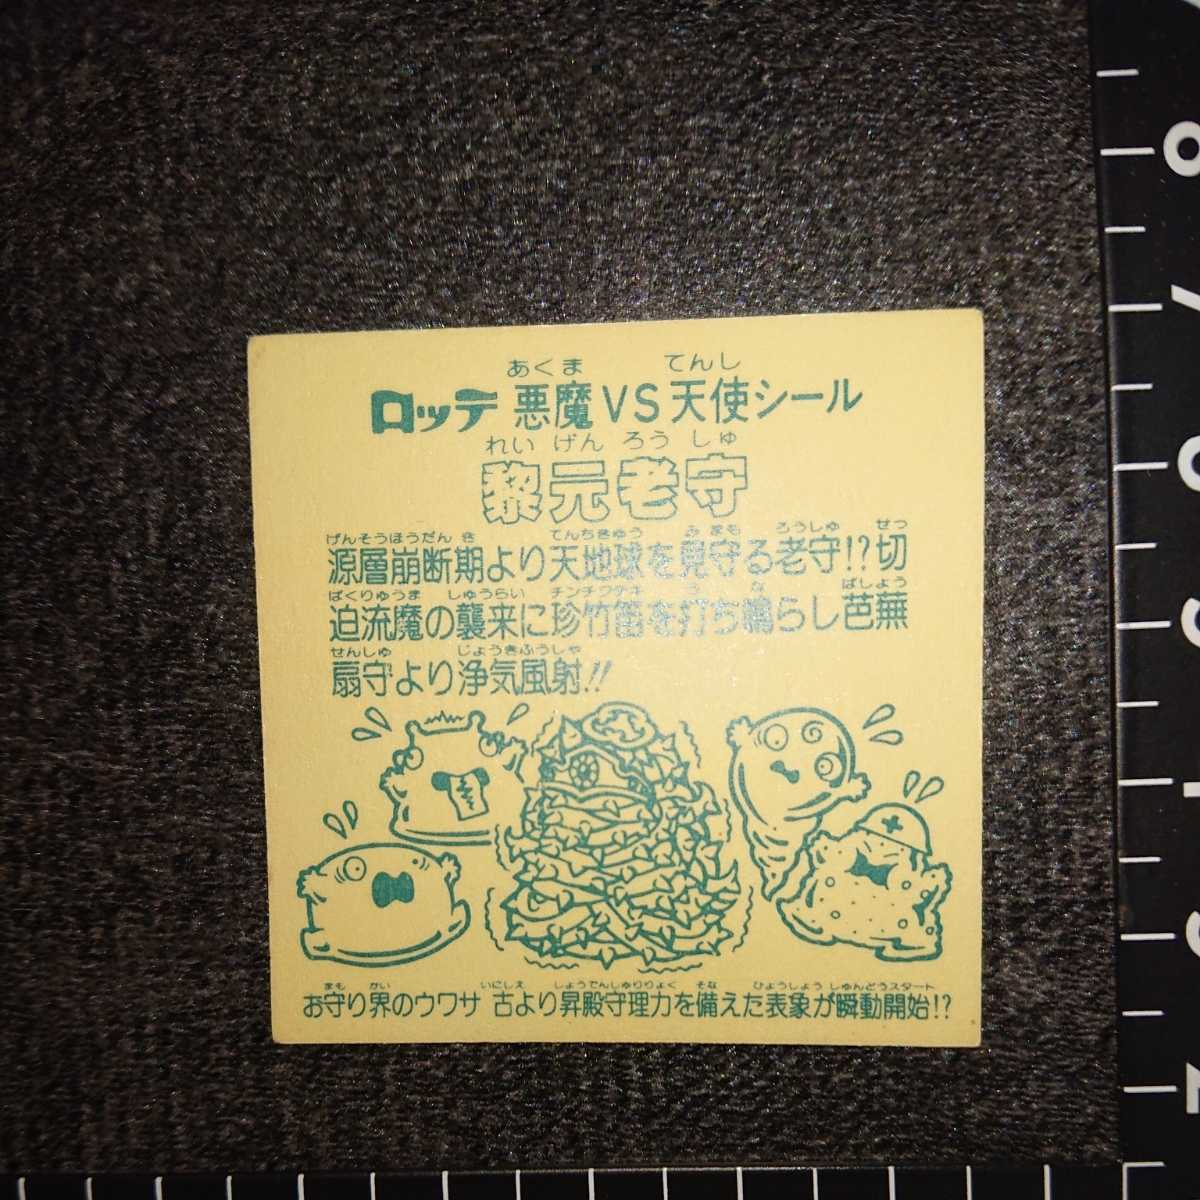 あくま てんし
ロッテ 悪魔VS天使シール
れい げん ろう しゅ
黎元老守
げんそうほうだん き てんちきゅう み まも ろうしゅ せっ
源層崩断期より天地球を見守る老守!?切
ばくりゅうま しゅうらい チンチクテキ う な ばしょう
迫流魔の襲来に珍竹笛を打ち鳴らし芭蕪
せんしゅ じょうきふうしゃ
扇守より浄気風射!!
まも かい いにしえ しょうでんしゅりりょく そな ひょうしょう しゅんどうスタート
お守り界のウワサ 古より昇殿守理力を備えた表象が瞬動開始!?
8
7
6
5
4
3
2